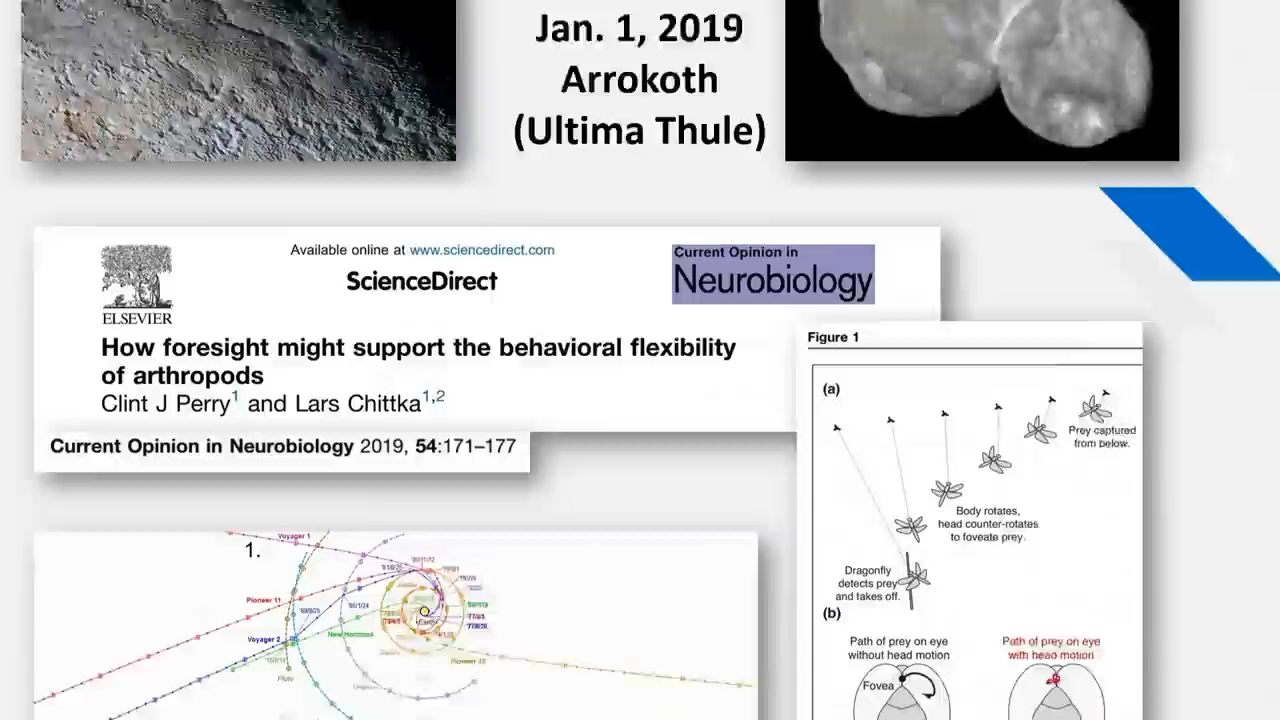 Jan. 1, 2019
Arrokoth
(Ultima Thule)
Available online at www.sciencedirect.com
ScienceDirect
Current Opinion in
Neurobiology
ELSEVIER
How foresight might support the behavioral flexibility
of arthropods
Clint J Perry1 and Lars Chittka1,2
Current Opinion in Neurobiology 2019, 54:171–177
Figure 1
(a)
Prey captured
from below.
Body rotates,
head counter-rotates
to foveate prey.
Dragonfly
detects prey
and takes off.
(b)
Path of prey on eye
without head motion
Path of prey on eye
with head motion
Fovea
1.
Voyager 1
Pioneer 11
Voyager 2
New Horizons
Pioneer 10
Pluto
Earth